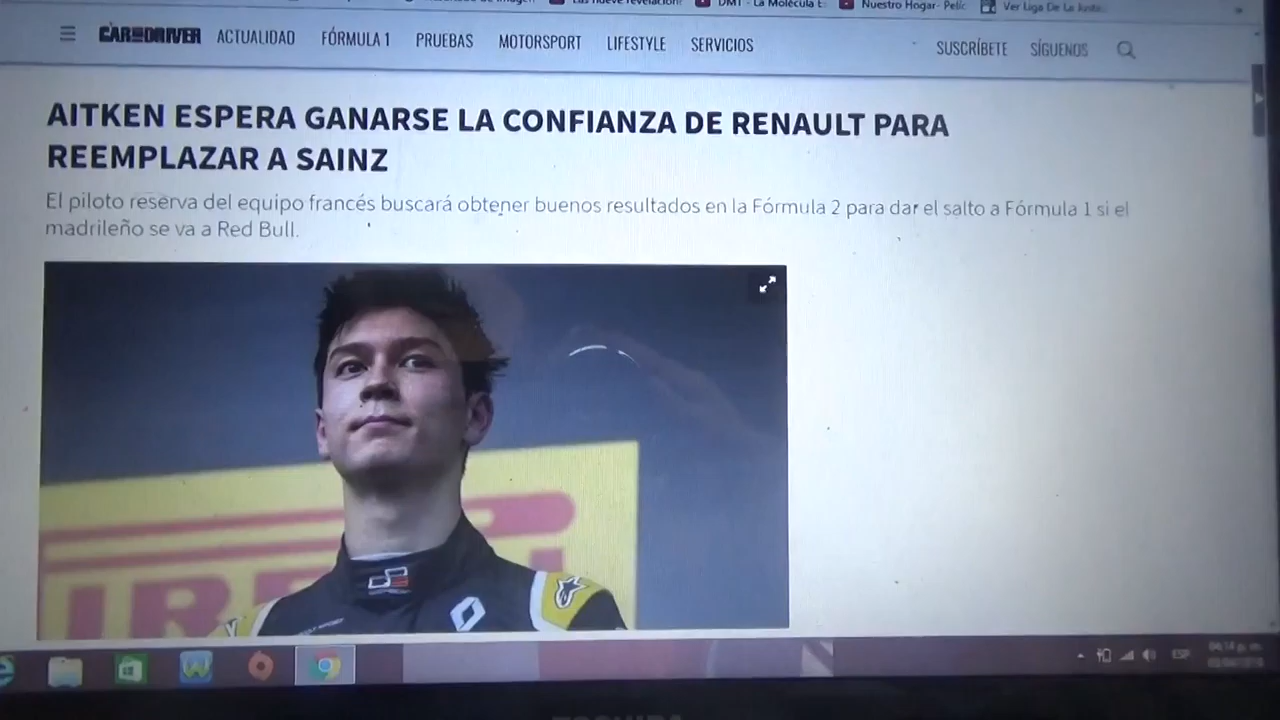 Nuestro Hogar- Pelíc
CAR AND DRIVER ACTUALIDAD FÓRMULA 1 PRUEBAS MOTORSPORT LIFESTYLE SERVICIOS SUSCRÍBETE SÍGUENOS
AITKEN ESPERA GANARSE LA CONFIANZA DE RENAULT PARA
REEMPLAZAR A SAINZ
El piloto reserva del equipo francés buscará obtener buenos resultados en la Fórmula 2 para dar el salto a Fórmula 1 si el
madrileño se va a Red Bull.
ESP